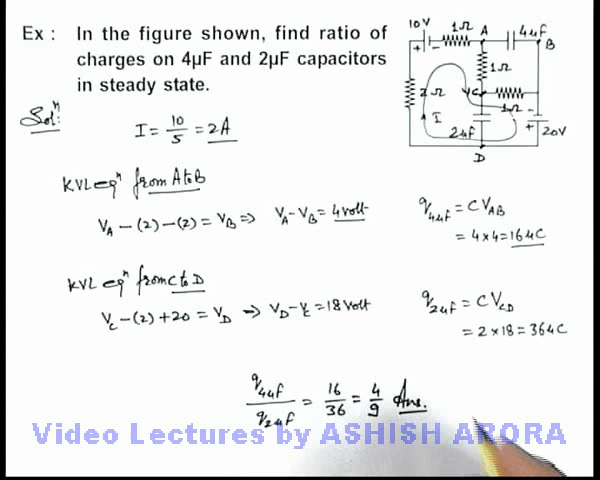 Ex : In the figure shown, find ratio of
charges on 4μF and 2μF capacitors
in steady state.
10V 1Ω A 4μF
B
1Ω
2Ω C 1Ω
I 2μF 20V
D
Solⁿ:
I = 10/5 = 2A
KVL eqⁿ from A to B
V_A - (2) - (2) = V_B ⇒ V_A - V_B = 4 volt
q_4μF = CV_AB
= 4 × 4 = 16μC
KVL eqⁿ from C to D
V_C - (2) + 20 = V_D → V_D - V_C = 18 volt
q_2μF = CV_CD
= 2 × 18 = 36μC
q_4μF / q_2μF = 16/36 = 4/9 Ans.
Video Lectures by ASHISH ARORA